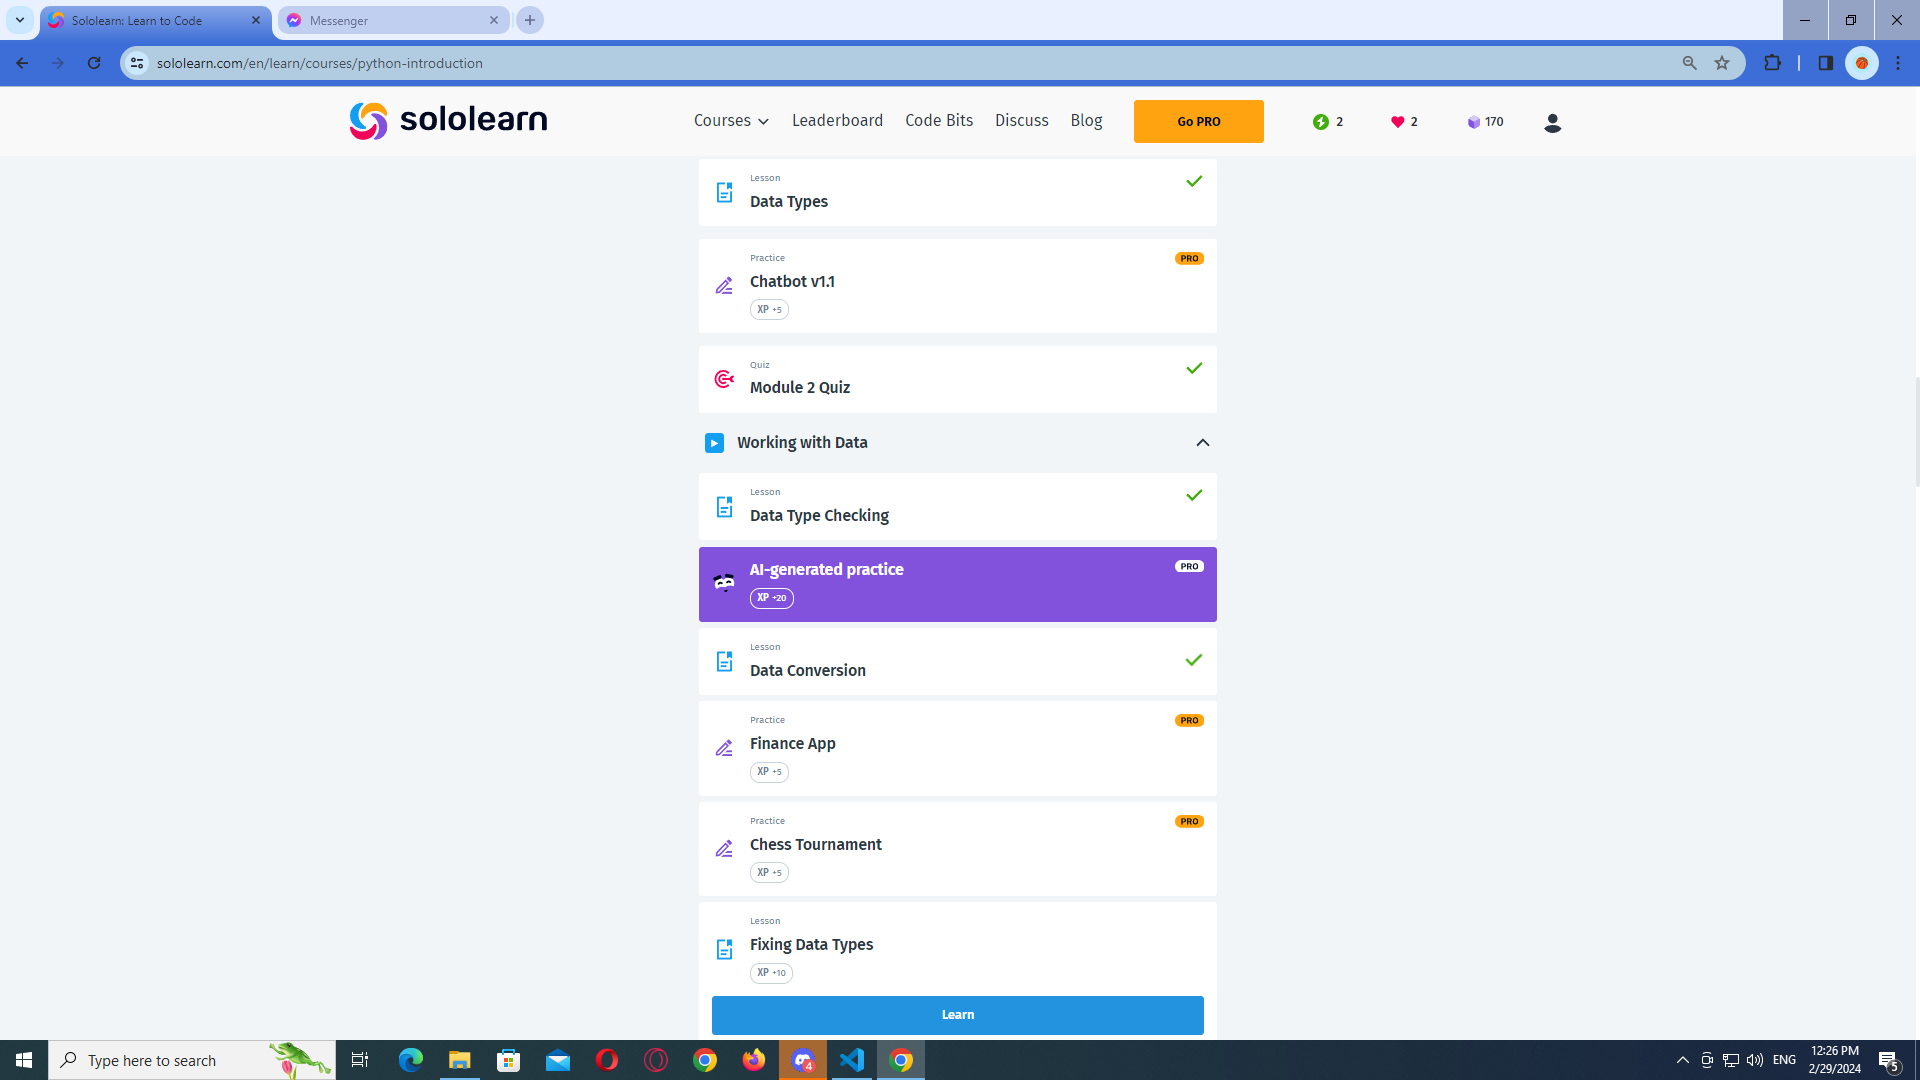 Sololearn: Learn to Code
Messenger
sololearn.com/en/learn/courses/python-introduction
sololearn
Courses
Leaderboard
Code Bits
Discuss
Blog
Go PRO
2
2
170
Lesson
Data Types
Practice
PRO
Chatbot v1.1
XP +5
Quiz
Module 2 Quiz
Working with Data
Lesson
Data Type Checking
AI-generated practice
PRO
XP +20
Lesson
Data Conversion
Practice
PRO
Finance App
XP +5
Practice
PRO
Chess Tournament
XP +5
Lesson
Fixing Data Types
XP +10
Learn
Type here to search
4
ENG
12:26 PM
2/29/2024
5